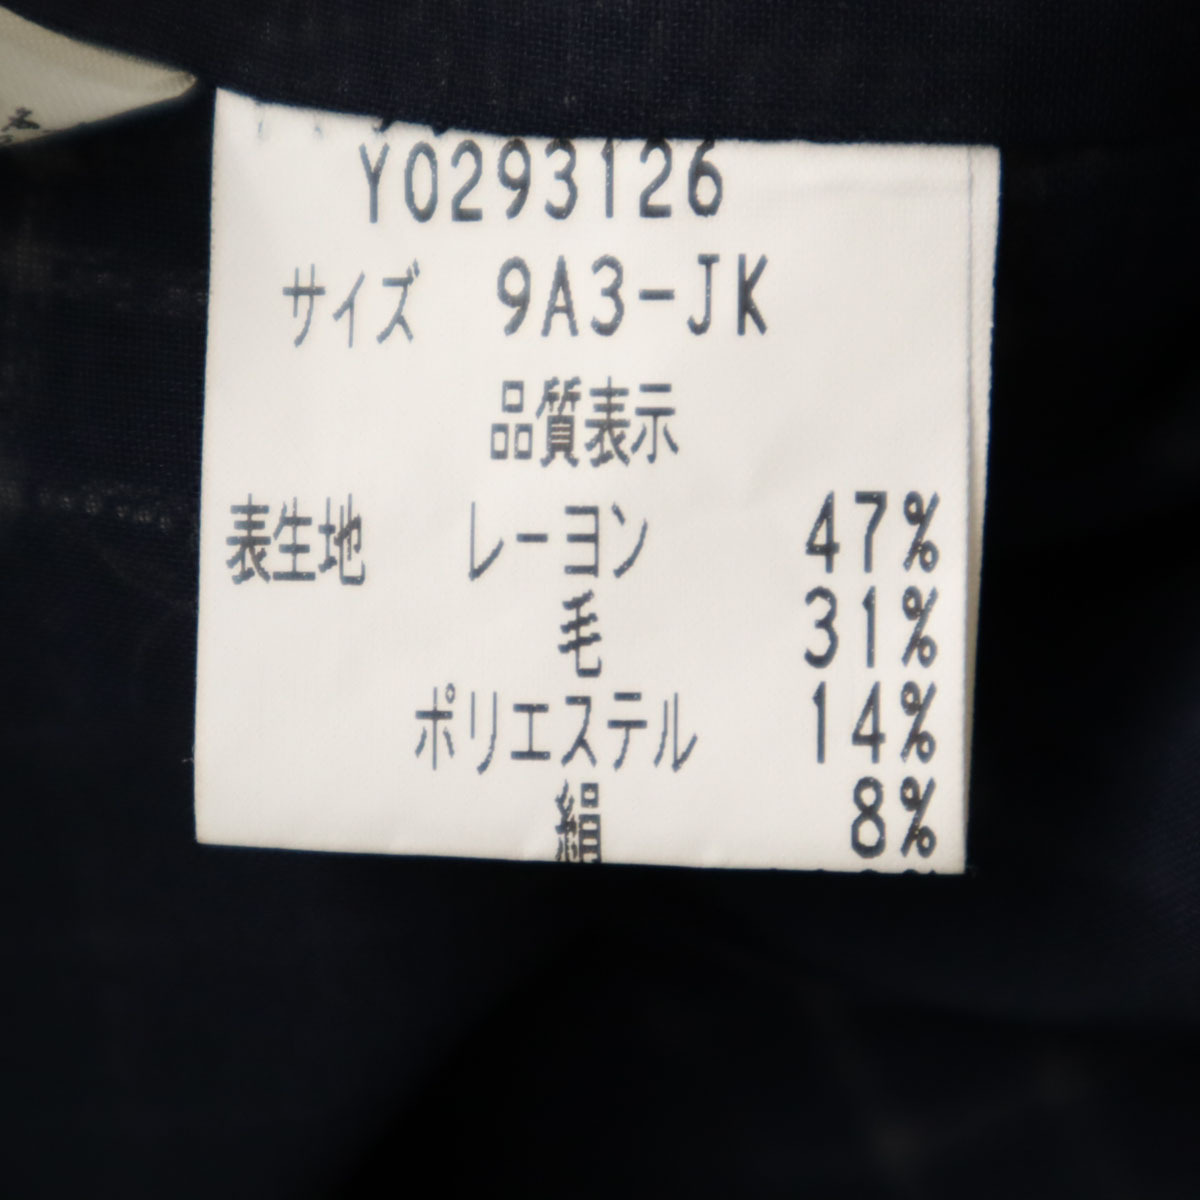 Y0293126
サイズ 9A3-JK
品質表示
表生地 レーヨン 47%
毛 31%
ポリエステル 14%
絹 8%